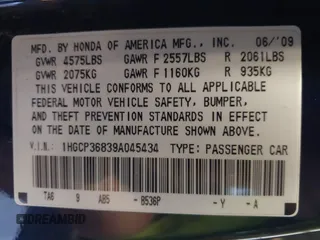 MFD. BY HONDA OF AMERICA MFG., INC. 06/'09
GVWR 4575LBS GAWR F 2557LBS R 2061LBS
GVWR 2075KG GAWR F 1160KG R 935KG
THIS VEHICLE CONFORMS TO ALL APPLICABLE
FEDERAL MOTOR VEHICLE SAFETY, BUMPER,
AND THEFT PREVENTION STANDARDS IN EFFECT
ON THE DATE OF MANUFACTURE SHOWN ABOVE.
V.I.N.: 1HGCP36839A045434 TYPE: PASSENGER CAR
TA6 9 AB5 - B536P - Y - A
© DREAMBID